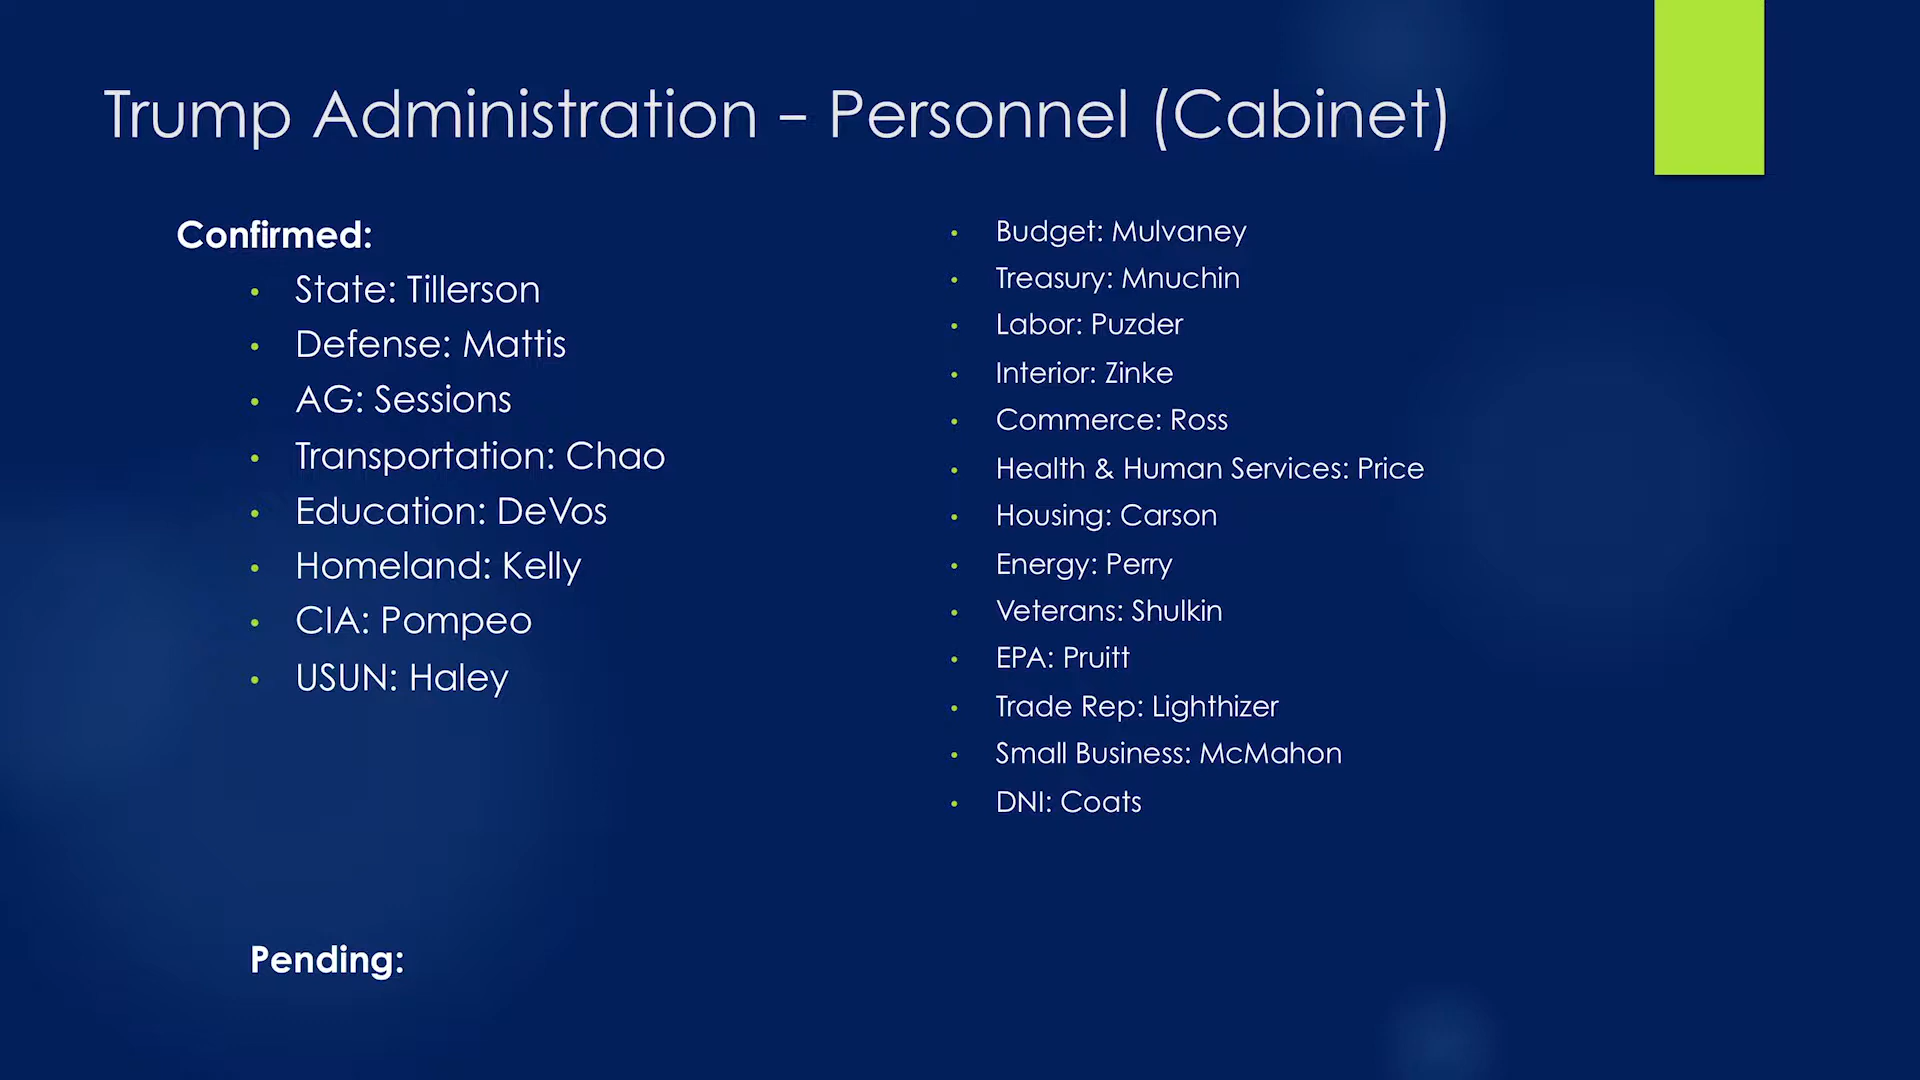 Trump Administration – Personnel (Cabinet)
Confirmed:
• State: Tillerson
• Defense: Mattis
• AG: Sessions
• Transportation: Chao
• Education: DeVos
• Homeland: Kelly
• CIA: Pompeo
• USUN: Haley
Pending:
• Budget: Mulvaney
• Treasury: Mnuchin
• Labor: Puzder
• Interior: Zinke
• Commerce: Ross
• Health & Human Services: Price
• Housing: Carson
• Energy: Perry
• Veterans: Shulkin
• EPA: Pruitt
• Trade Rep: Lighthizer
• Small Business: McMahon
• DNI: Coats